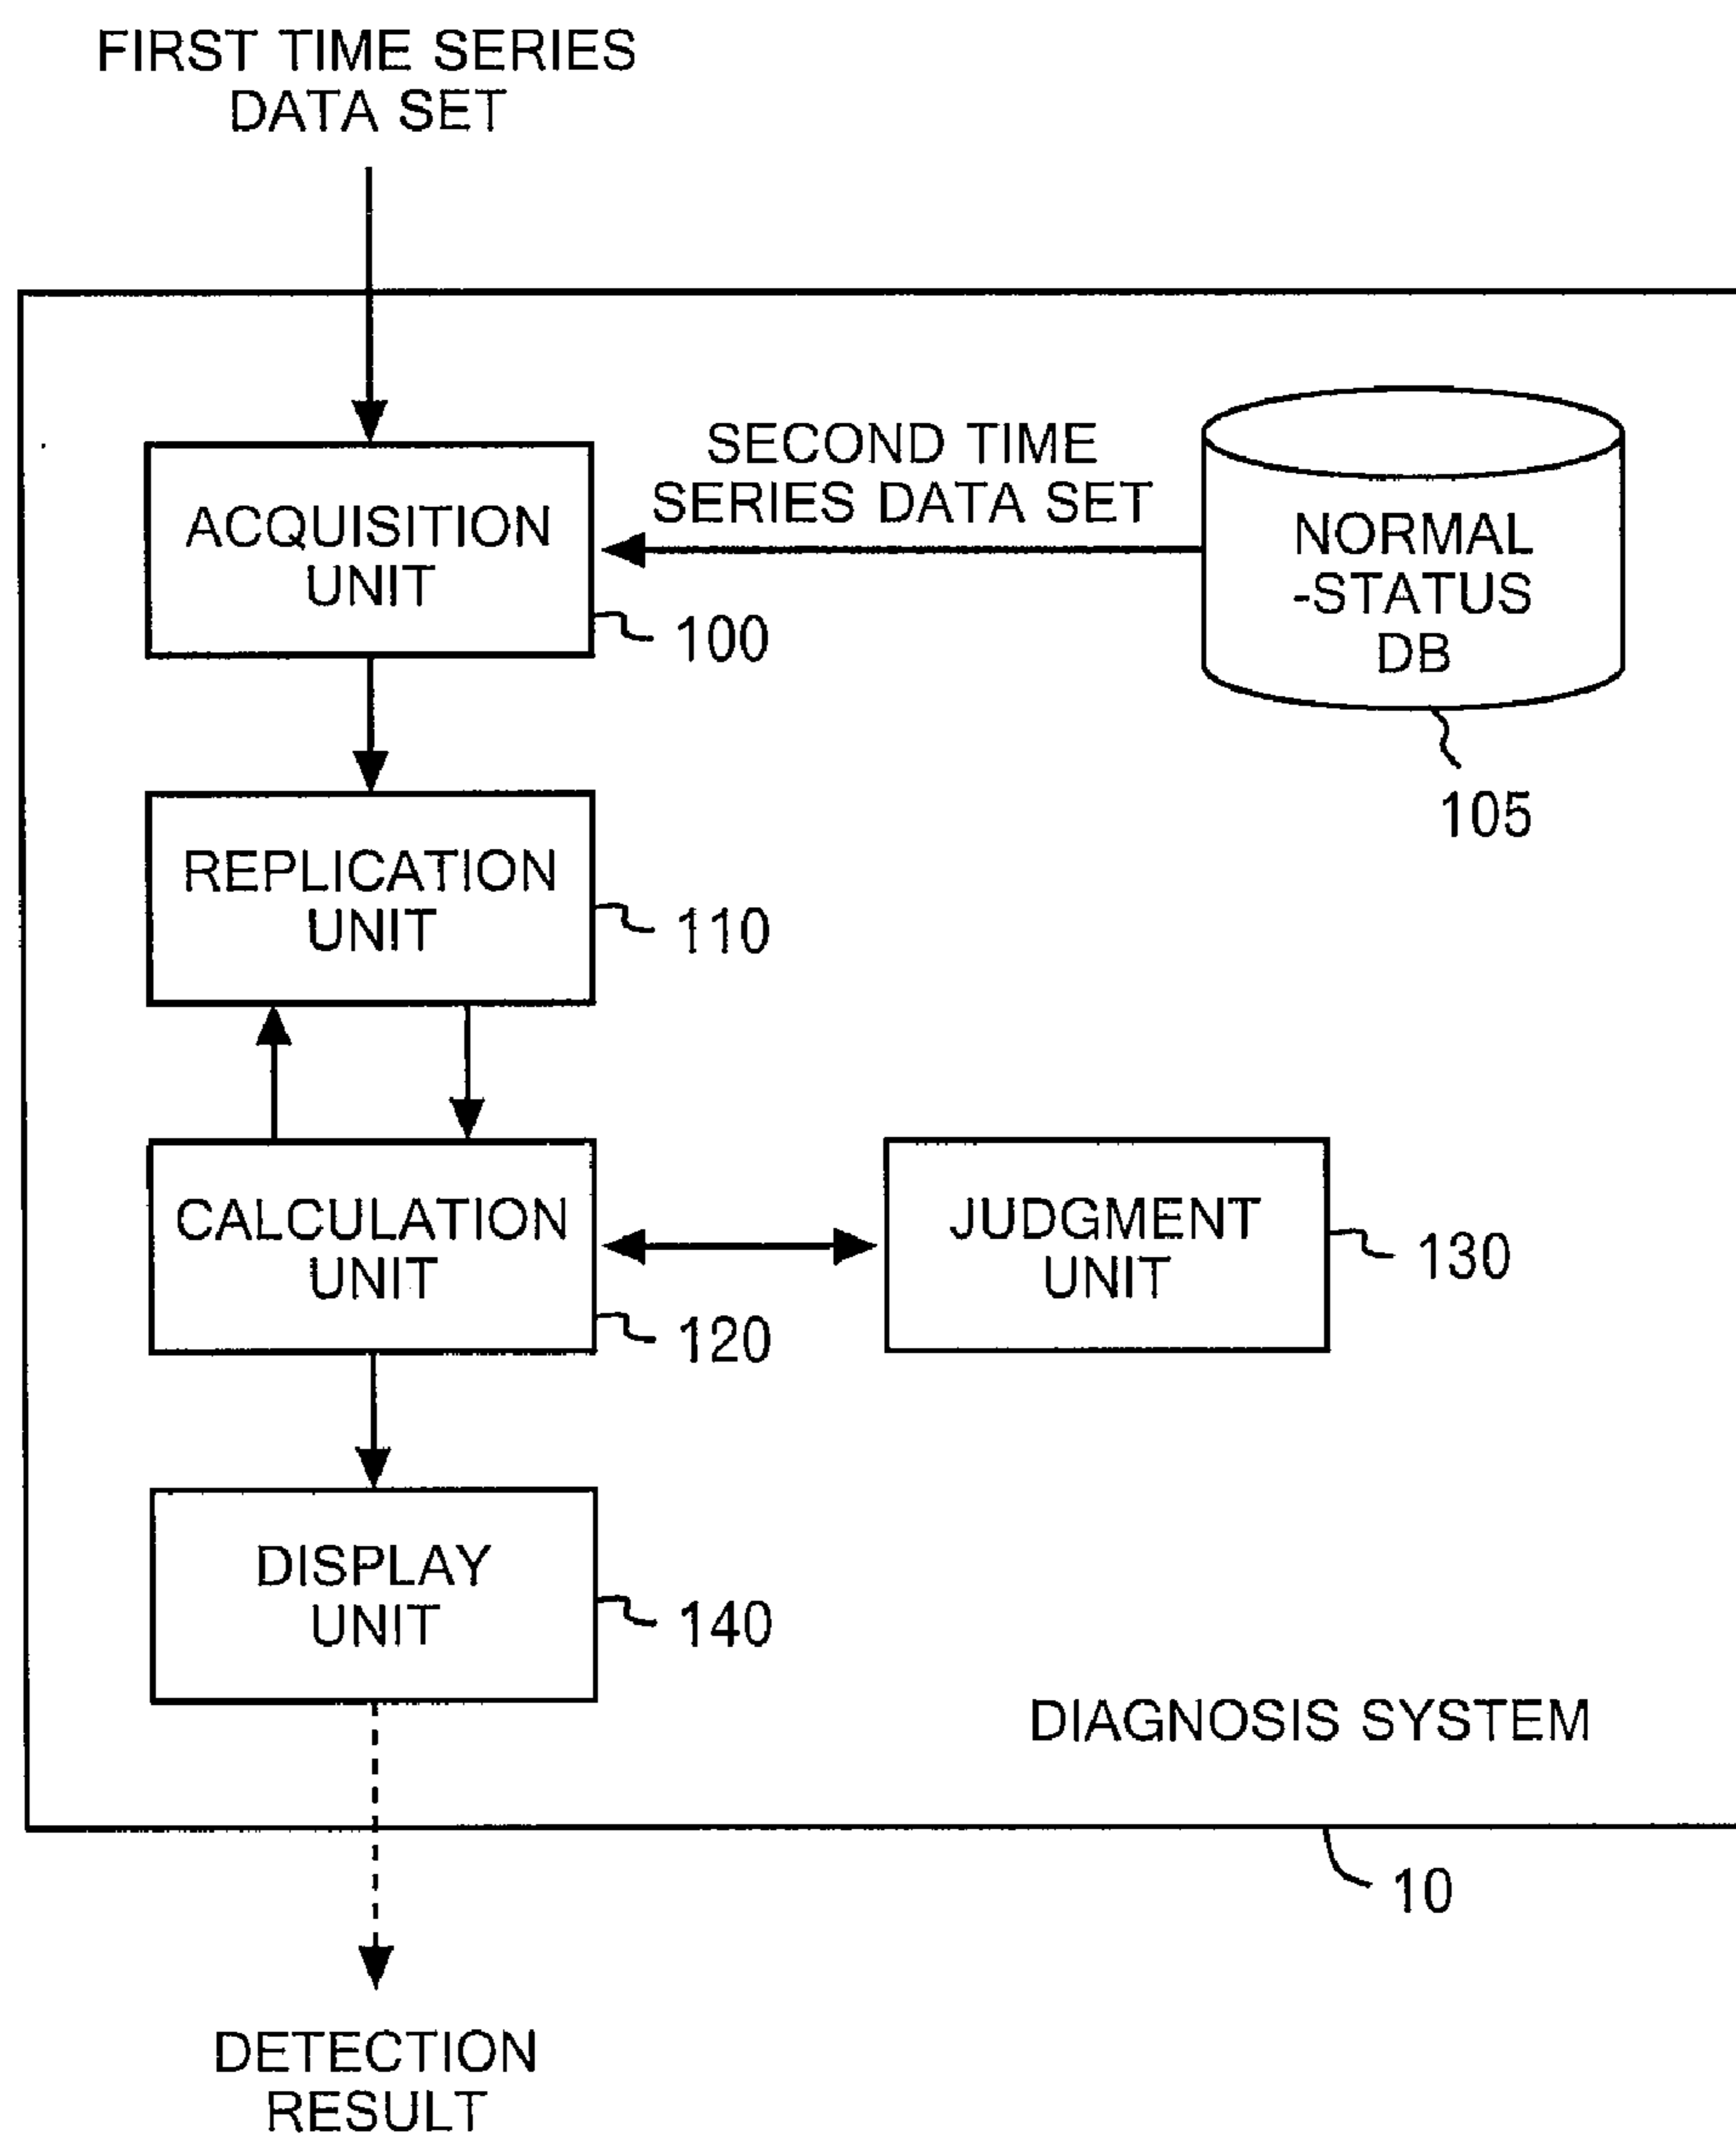 FIRST TIME SERIES
DATA SET
SECOND TIME
SERIES DATA SET
ACQUISITION
UNIT
100
NORMAL
-STATUS
DB
105
REPLICATION
UNIT
110
CALCULATION
UNIT
120
JUDGMENT
UNIT
130
DISPLAY
UNIT
140
DIAGNOSIS SYSTEM
10
DETECTION
RESULT